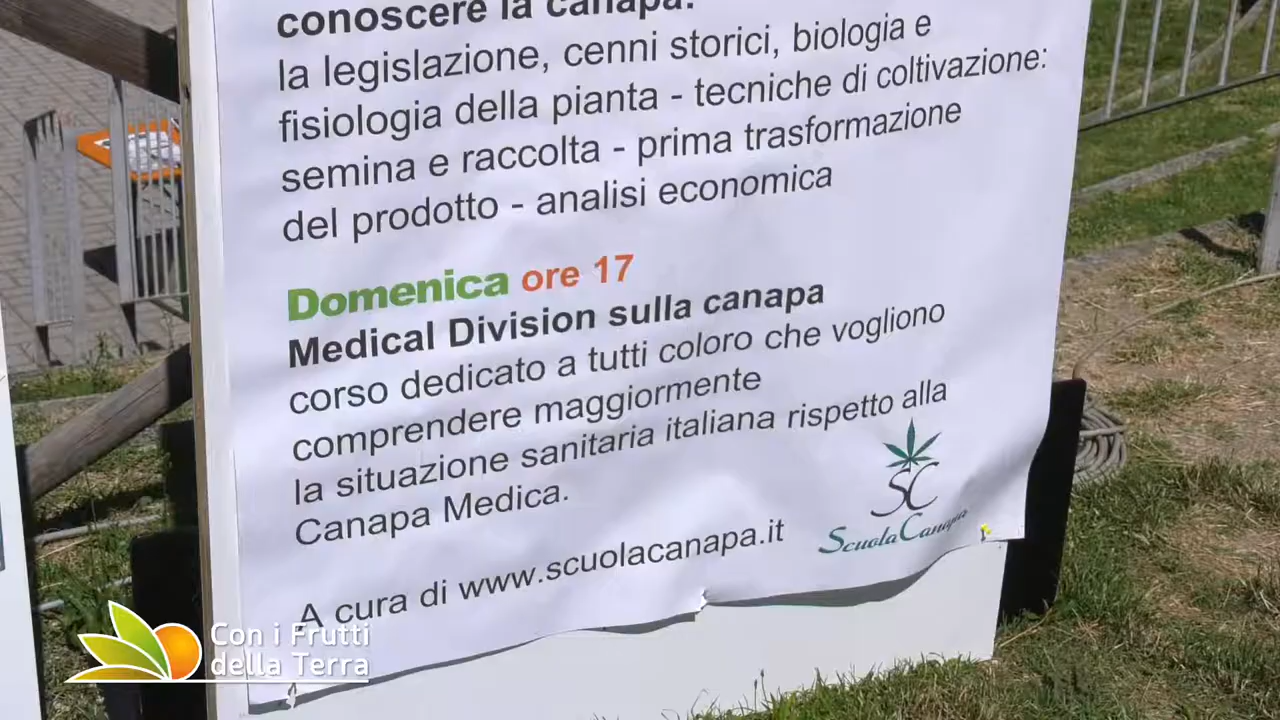 conoscere la canapa:
la legislazione, cenni storici, biologia e
fisiologia della pianta - tecniche di coltivazione:
semina e raccolta - prima trasformazione
del prodotto - analisi economica
Domenica ore 17
Medical Division sulla canapa
corso dedicato a tutti coloro che vogliono
comprendere maggiormente
la situazione sanitaria italiana rispetto alla
Canapa Medica.
SC
ScuolaCanapa
A cura di www.scuolacanapa.it
Con i Frutti
della Terra